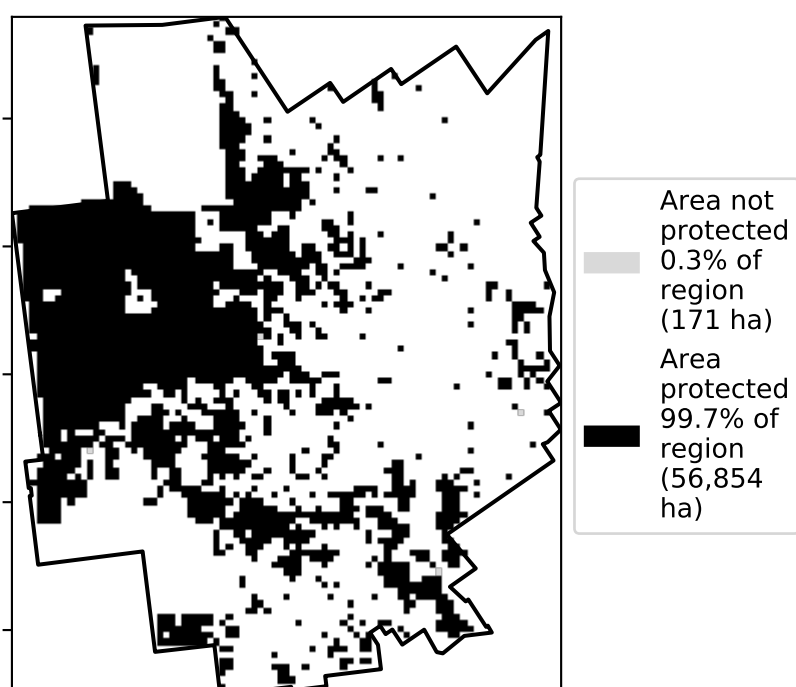 Area not
protected
0.3% of
region
(171 ha)
Area
protected
99.7% of
region
(56,854
ha)